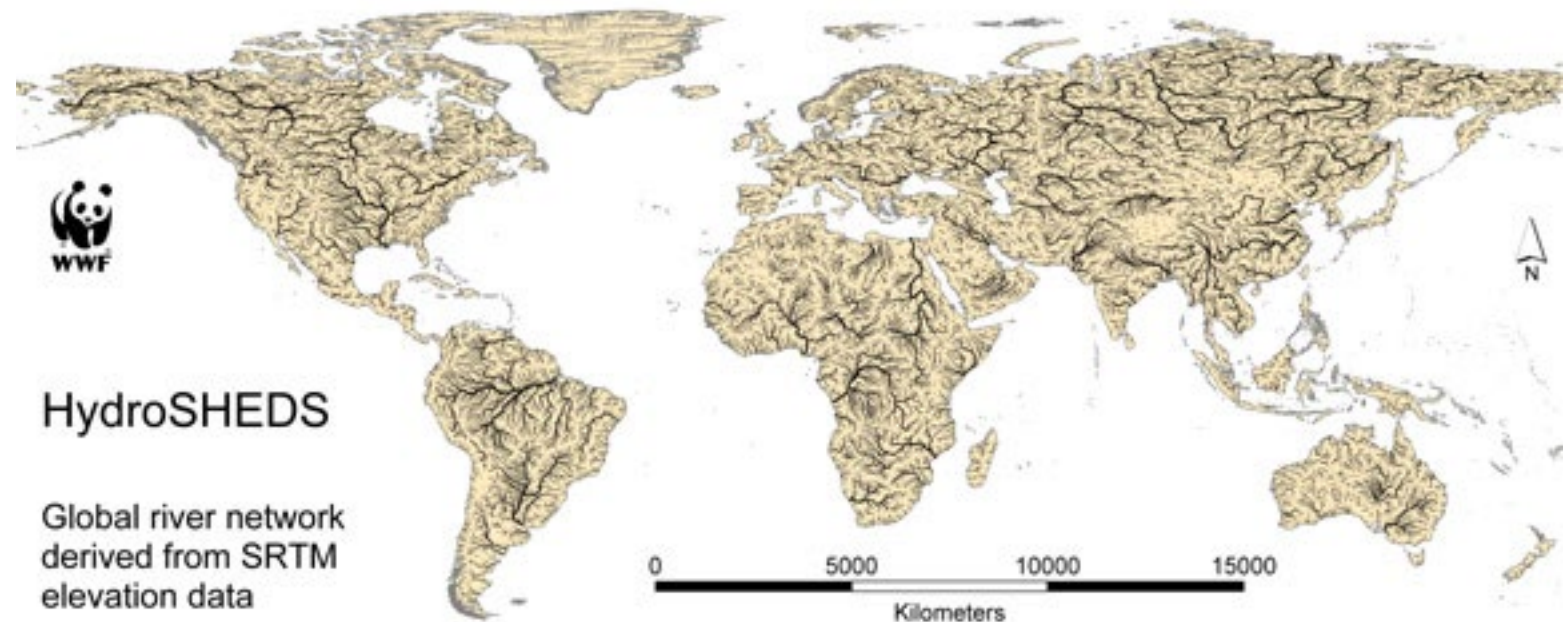 WWF
N
HydroSHEDS
Global river network
derived from SRTM
elevation data
0 5000 10000 15000
Kilometers